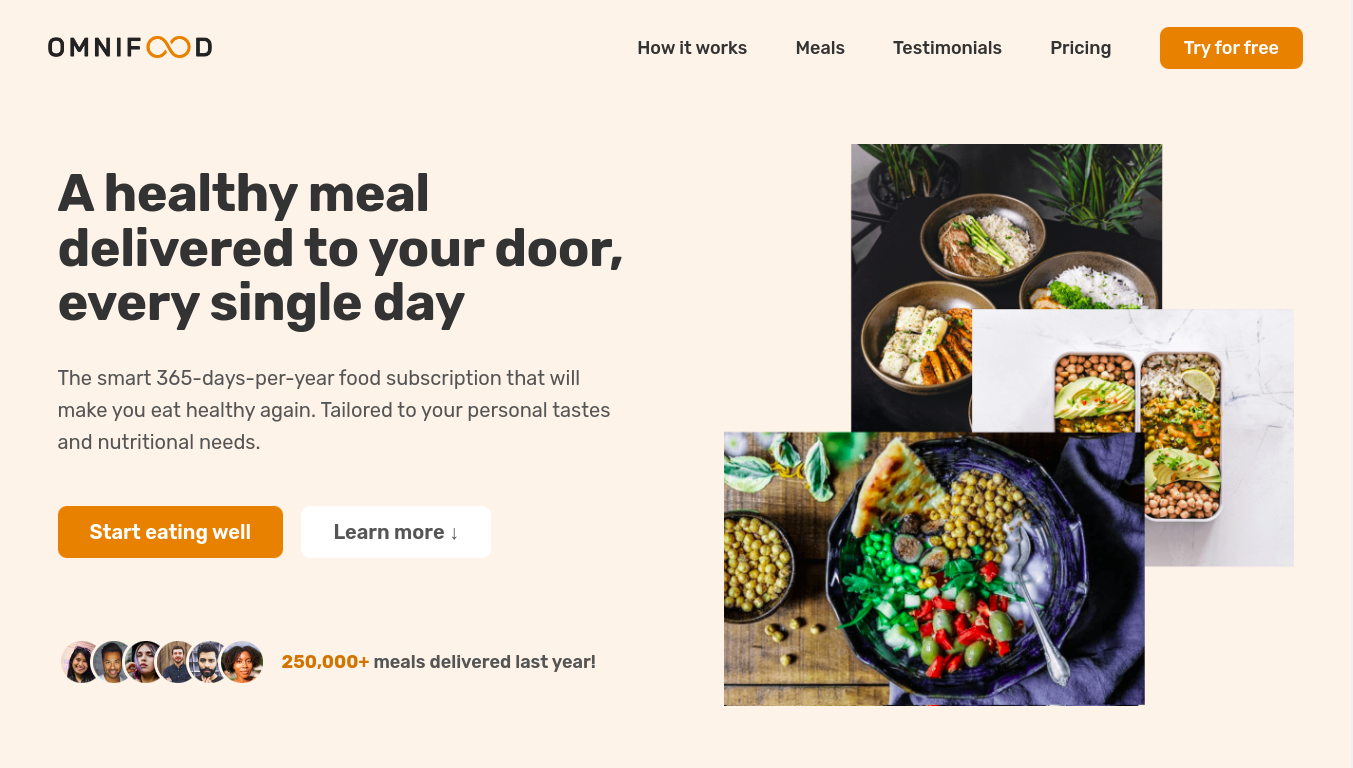 OMNIFOOD
How it works
Meals
Testimonials
Pricing
Try for free
A healthy meal
delivered to your door,
every single day
The smart 365-days-per-year food subscription that will
make you eat healthy again. Tailored to your personal tastes
and nutritional needs.
Start eating well
Learn more ↓
250,000+ meals delivered last year!